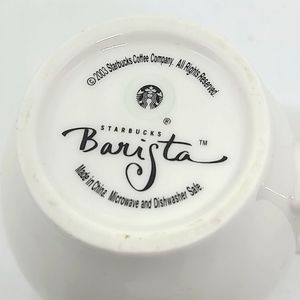 © 2003 Starbucks Coffee Company. All Rights Reserved.
®
STARBUCKS
Barista™
Made in China. Microwave and Dishwasher Safe.